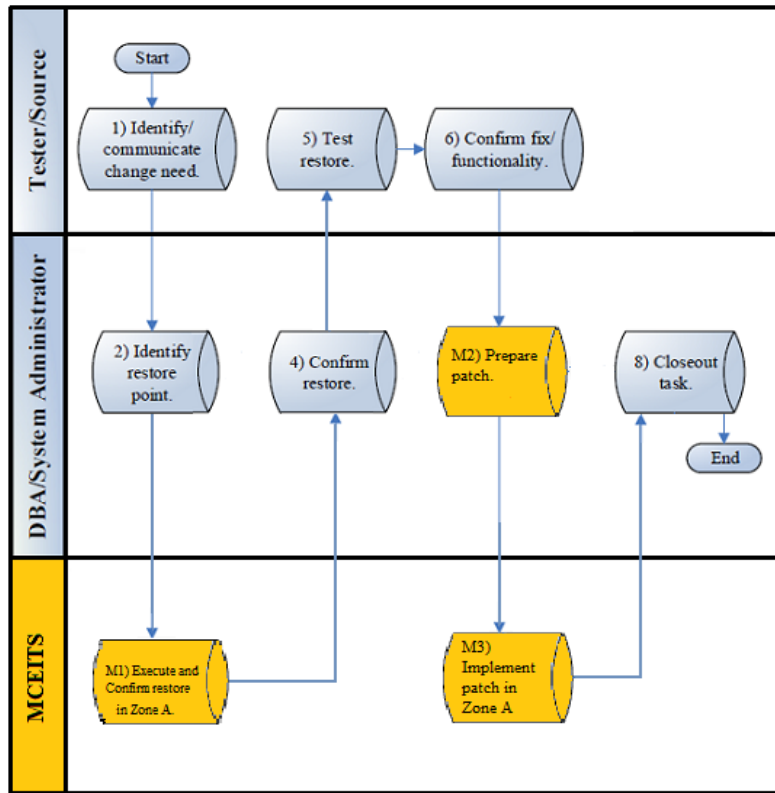 Tester/Source
Start
1) Identify/
communicate
change need.
5) Test
restore.
6) Confirm fix/
functionality.
DBA/System Administrator
2) Identify
restore
point.
4) Confirm
restore.
M2) Prepare
patch.
8) Closeout
task.
End
MCEITS
M1) Execute and
Confirm restore
in Zone A.
M3)
Implement
patch in
Zone A